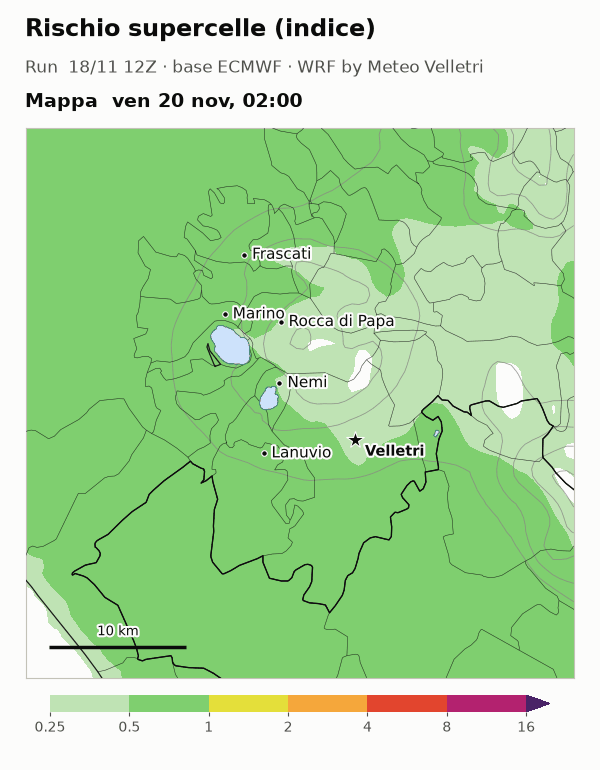 Rischio supercelle (indice)
Run  18/11 12Z · base ECMWF · WRF by Meteo Velletri
Mappa  ven 20 nov, 02:00
Frascati
Marino
Rocca di Papa
Nemi
Velletri
Lanuvio
10 km
0.25 0.5 1 2 4 8 16